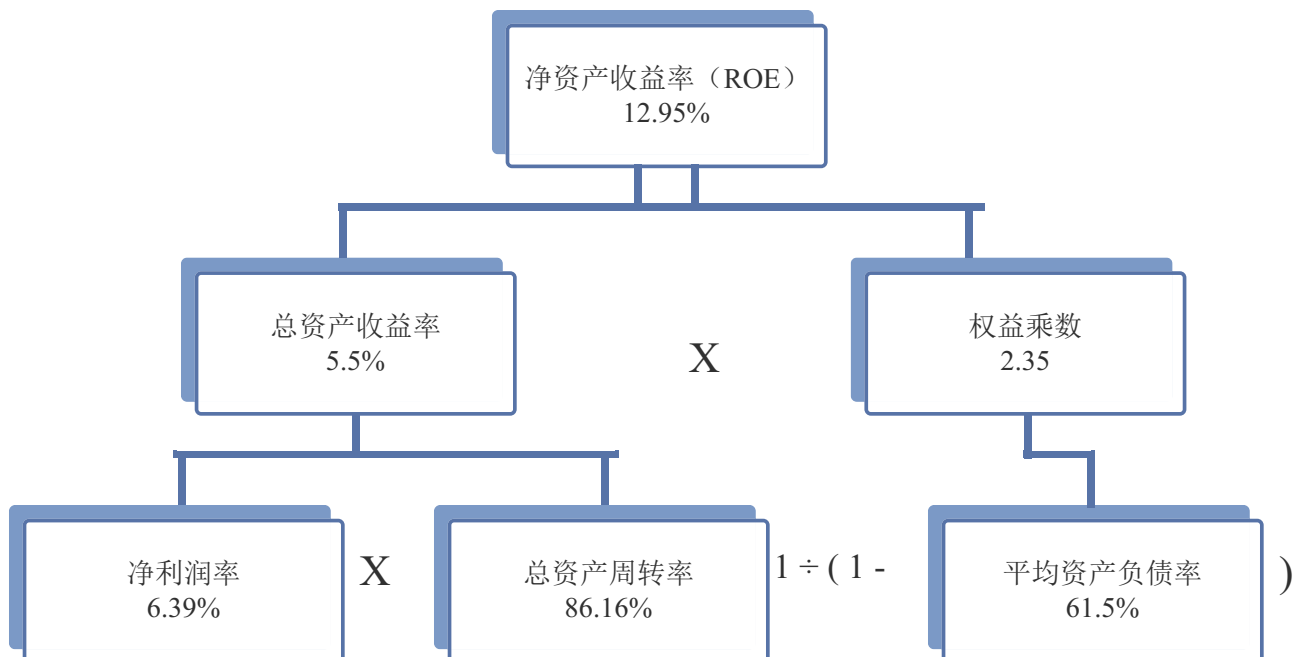 净资产收益率（ROE）
12.95%
总资产收益率
5.5%
X
权益乘数
2.35
净利润率
6.39%
X
总资产周转率
86.16%
1 ÷ ( 1 -
平均资产负债率
61.5%
)